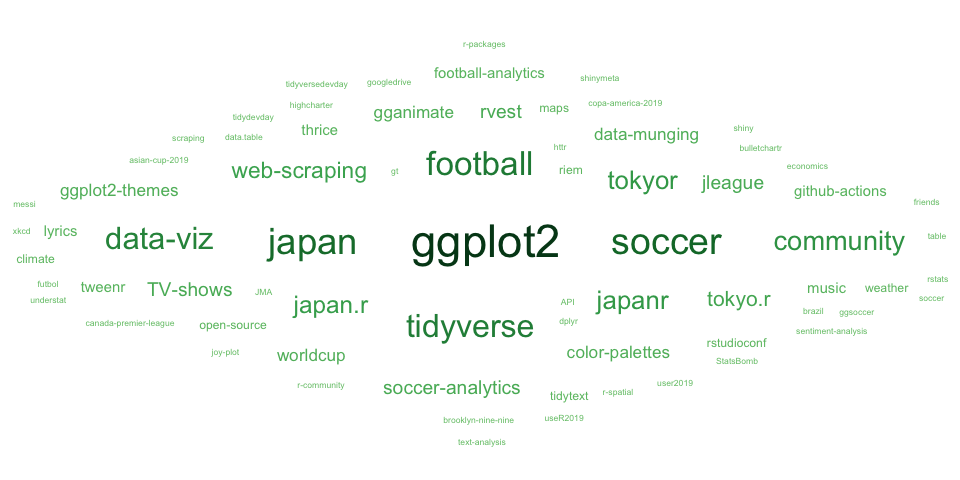 r-packages
football-analytics
tidyversedevday
googledrive
shinymeta
highcharter
gganimate
rvest
maps
copa-america-2019
tidydevday
thrice
data-munging
shiny
scraping
data.table
httr
bulletchartr
asian-cup-2019
web-scraping
gt
football
riem
tokyor
jleague
economics
ggplot2-themes
github-actions
messi
friends
xkcd
lyrics
data-viz
japan
ggplot2
soccer
community
table
climate
futbol
tweenr
TV-shows
JMA
japan.r
API
japanr
tokyo.r
music
weather
rstats
understat
soccer
canada-premier-league
open-source
tidyverse
dplyr
brazil
ggsoccer
sentiment-analysis
joy-plot
worldcup
color-palettes
rstudioconf
StatsBomb
r-community
soccer-analytics
tidytext
r-spatial
user2019
brooklyn-nine-nine
useR2019
text-analysis